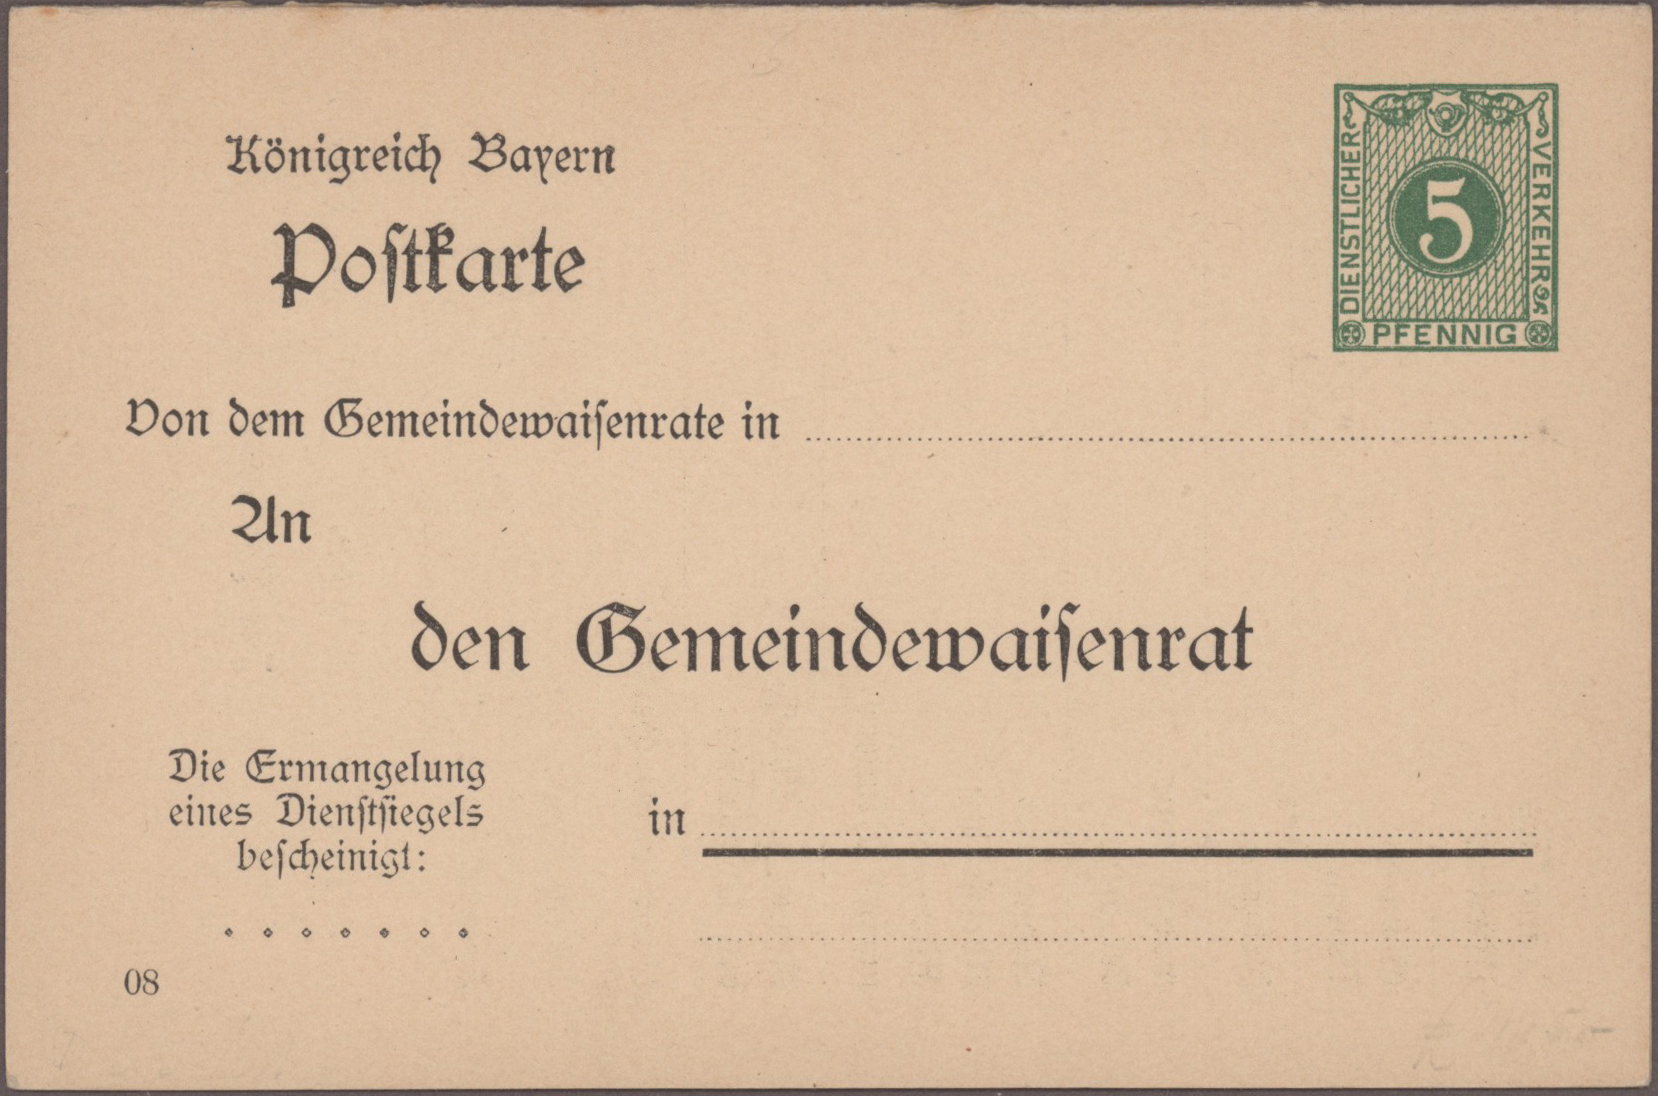 Königreich Bayern
Poſtkarte
DIENSTLICHER VERKEHR
5
PFENNIG
Von dem Gemeindewaiſenrate in
An
den Gemeindewaiſenrat
Die Ermangelung
eines Dienſtſiegels
beſcheinigt:
in
08